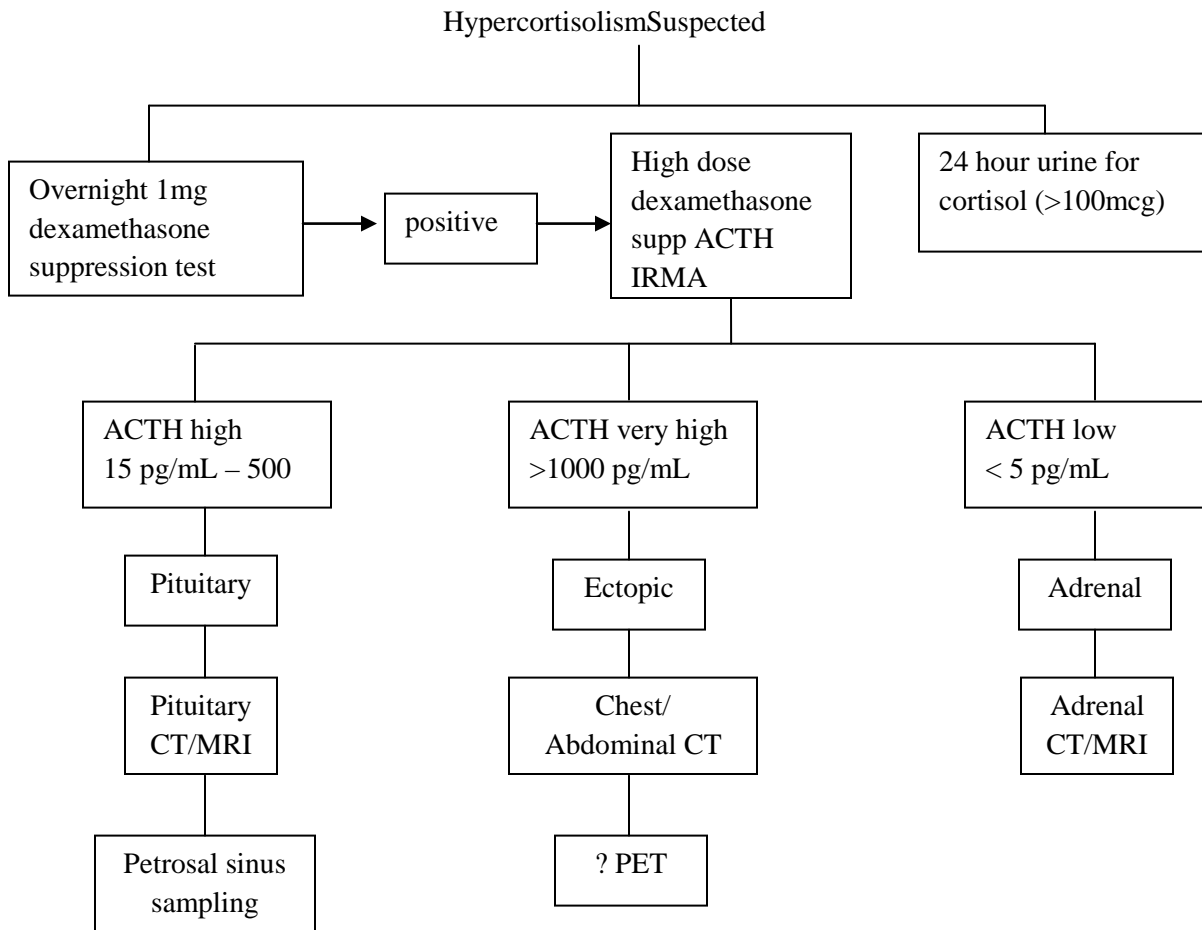 HypercortisolismSuspected
Overnight 1mg
dexamethasone
suppression test
positive
High dose
dexamethasone
supp ACTH
IRMA
24 hour urine for
cortisol (>100mcg)
ACTH high
15 pg/mL – 500
ACTH very high
>1000 pg/mL
ACTH low
< 5 pg/mL
Pituitary
Ectopic
Adrenal
Pituitary
CT/MRI
Chest/
Abdominal CT
Adrenal
CT/MRI
Petrosal sinus
sampling
? PET